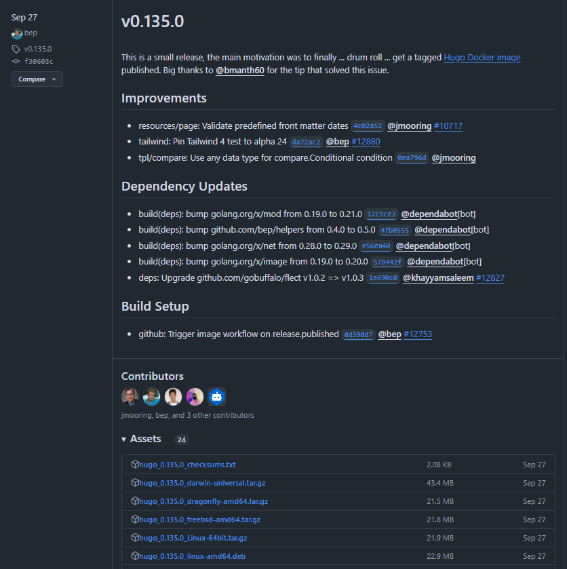 Sep 27
bep
v0.135.0
f30603c
Compare
v0.135.0
This is a small release, the main motivation was to finally ... drum roll ... get a tagged Hugo Docker image
published. Big thanks to @bmanth60 for the tip that solved this issue.
Improvements
resources/page: Validate predefined front matter dates 4c02a52 @jmooring #10717
tailwind: Pin Tailwind 4 test to alpha 24 da72ac2 @bep #12880
tpl/compare: Use any data type for compare.Conditional condition 0ea796d @jmooring
Dependency Updates
build(deps): bump golang.org/x/mod from 0.19.0 to 0.21.0 12c9ce3 @dependabot[bot]
build(deps): bump github.com/bep/helpers from 0.4.0 to 0.5.0 47b0555 @dependabot[bot]
build(deps): bump golang.org/x/net from 0.28.0 to 0.29.0 e56ea40 @dependabot[bot]
build(deps): bump golang.org/x/image from 0.19.0 to 0.20.0 578442f @dependabot[bot]
deps: Upgrade github.com/gobuffalo/flect v1.0.2 => v1.0.3 1e690c0 @khayyamsaleem #12827
Build Setup
github: Trigger image workflow on release.published 0d390d7 @bep #12753
Contributors
jmooring, bep, and 3 other contributors
Assets 24
hugo_0.135.0_checksums.txt 2.08 KB Sep 27
hugo_0.135.0_darwin-universal.tar.gz 43.4 MB Sep 27
hugo_0.135.0_dragonfly-amd64.tar.gz 21.5 MB Sep 27
hugo_0.135.0_freebsd-amd64.tar.gz 21.8 MB Sep 27
hugo_0.135.0_Linux-64bit.tar.gz 21.9 MB Sep 27
hugo_0.135.0_linux-amd64.deb 22.9 MB Sep 27